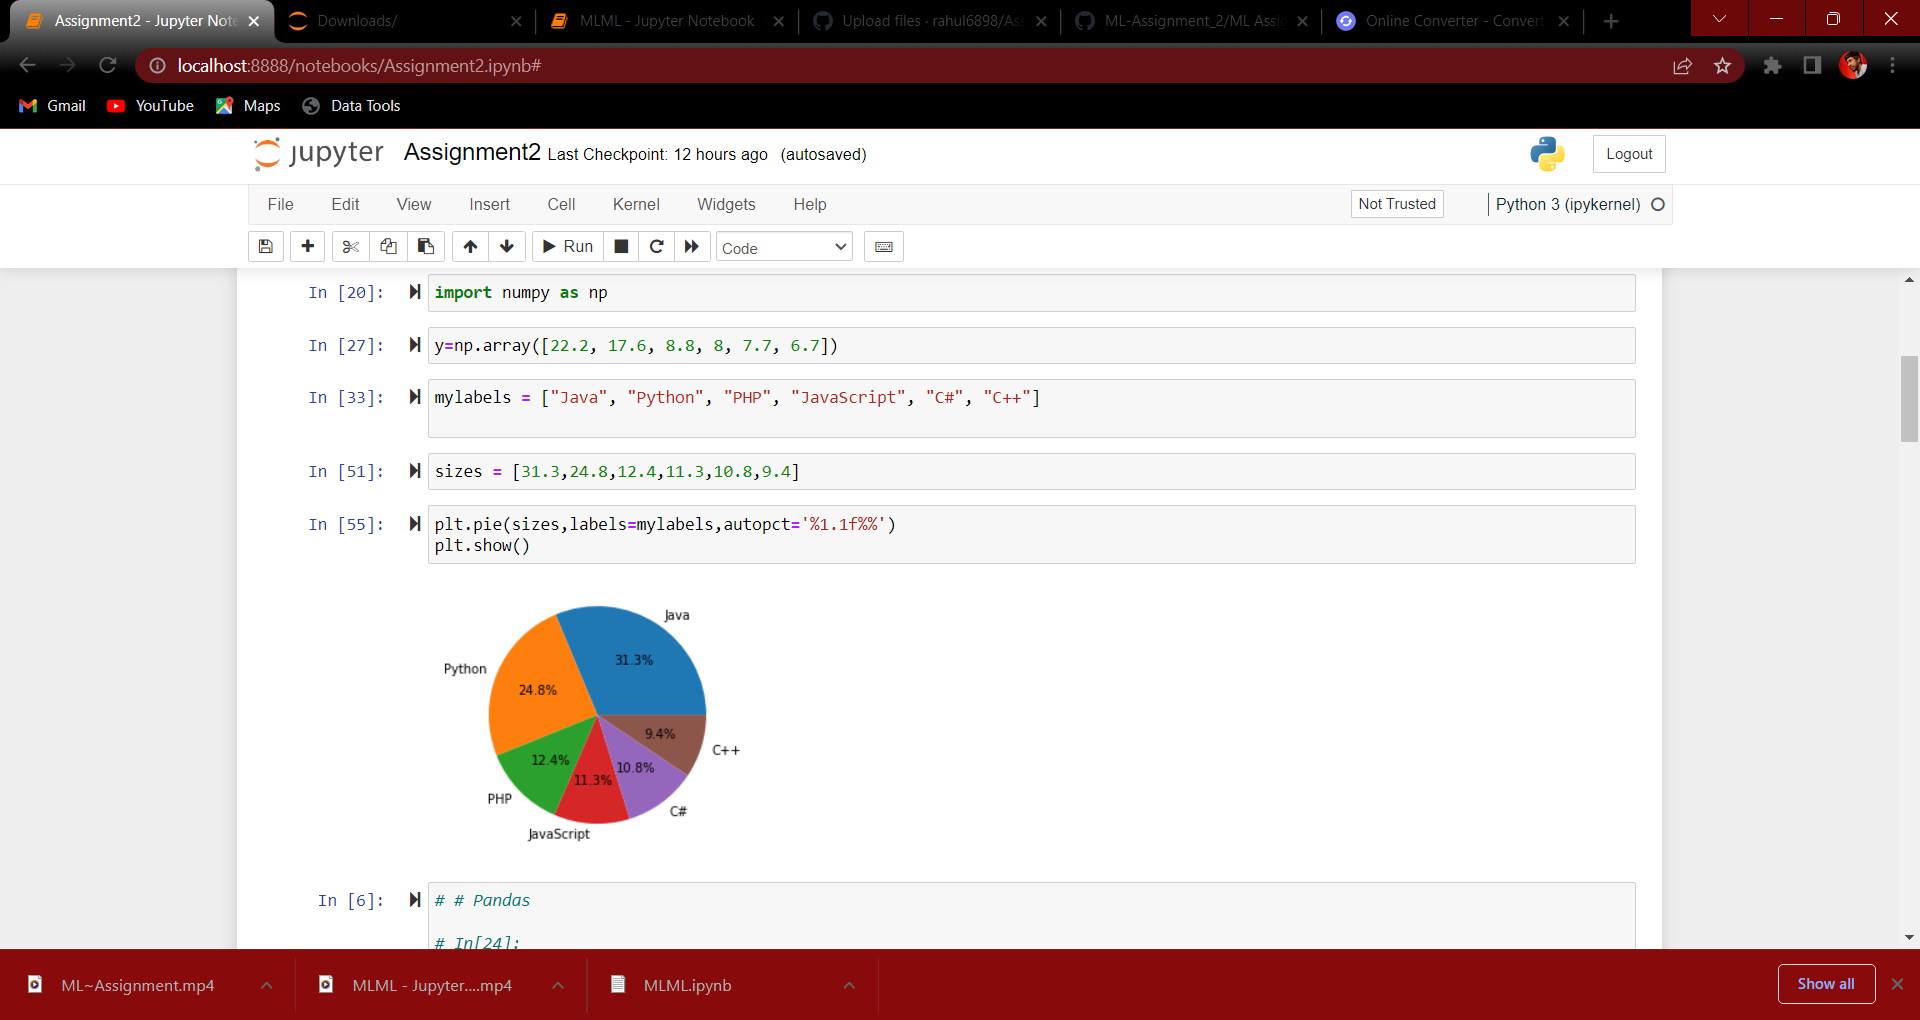 Assignment2 - Jupyter Note
Downloads/
MLML - Jupyter Notebook
Upload files · rahul6898/As
ML-Assignment_2/ML Assi
Online Converter - Convert
localhost:8888/notebooks/Assignment2.ipynb#
Gmail
YouTube
Maps
Data Tools
jupyter
Assignment2 Last Checkpoint: 12 hours ago (autosaved)
Logout
File Edit View Insert Cell Kernel Widgets Help
Not Trusted
Python 3 (ipykernel)
Run
Code
In [20]: import numpy as np
In [27]: y=np.array([22.2, 17.6, 8.8, 8, 7.7, 6.7])
In [33]: mylabels = ["Java", "Python", "PHP", "JavaScript", "C#", "C++"]
In [51]: sizes = [31.3,24.8,12.4,11.3,10.8,9.4]
In [55]: plt.pie(sizes,labels=mylabels,autopct='%1.1f%%')
plt.show()
Java
31.3%
Python
24.8%
9.4%
C++
12.4%
10.8%
11.3%
PHP
C#
JavaScript
In [6]: # # Pandas
# In[24]:
ML~Assignment.mp4
MLML - Jupyter....mp4
MLML.ipynb
Show all